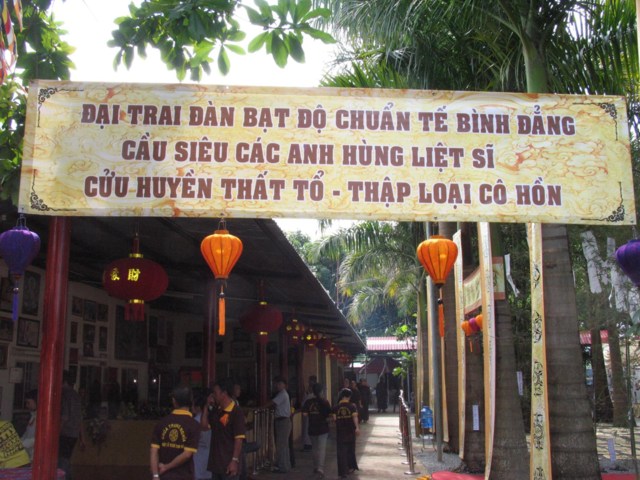 ĐẠI TRAI ĐÀN BẠT ĐỘ CHUẨN TẾ BÌNH ĐẲNG
CẦU SIÊU CÁC ANH HÙNG LIỆT SĨ
CỬU HUYỀN THẤT TỔ - THẬP LOẠI CÔ HỒN